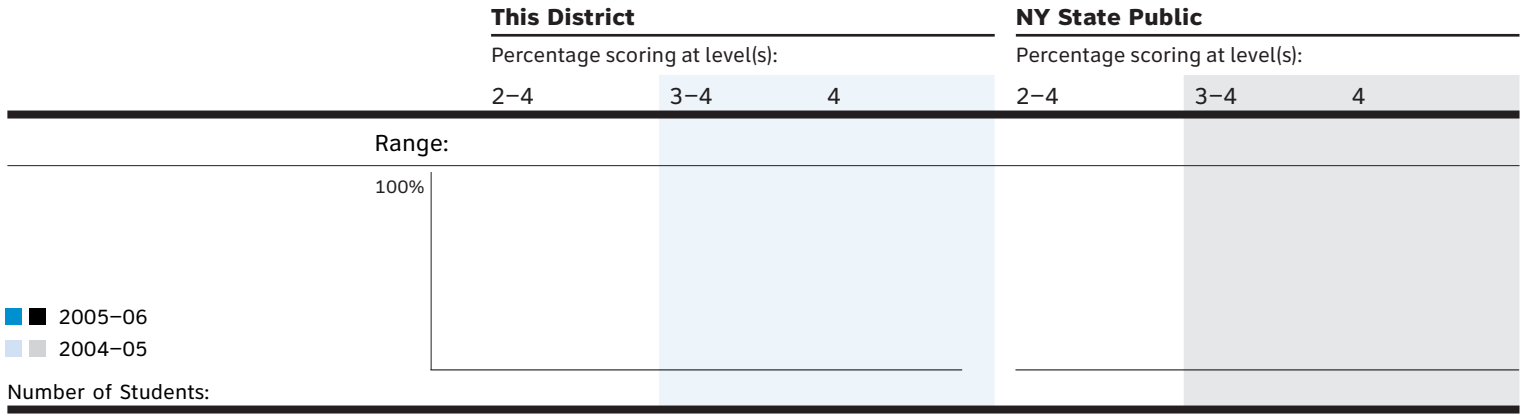 This District NY State Public
Percentage scoring at level(s): Percentage scoring at level(s):
2–4 3–4 4 2–4 3–4 4
Range:
100%
2005–06
2004–05
Number of Students: